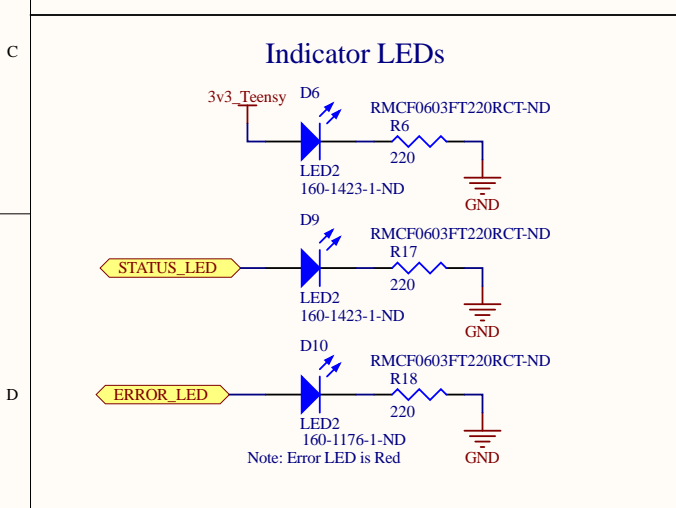 C
Indicator LEDs
D6
3v3_Teensy
RMCF0603FT220RCT-ND
R6
220
LED2
160-1423-1-ND
GND
D9
RMCF0603FT220RCT-ND
R17
STATUS_LED
220
LED2
160-1423-1-ND
GND
D10
RMCF0603FT220RCT-ND
R18
D
ERROR_LED
220
LED2
160-1176-1-ND
Note: Error LED is Red
GND